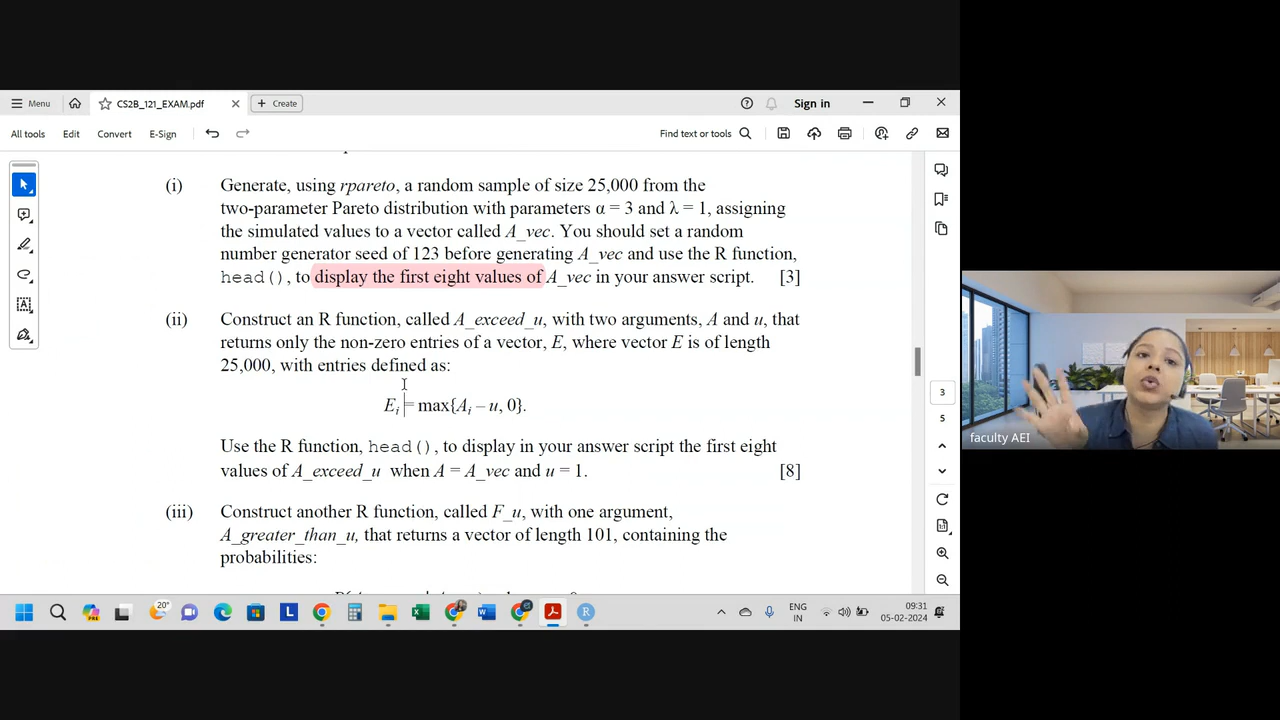 Menu
CS2B_121_EXAM.pdf
Create
Sign in
All tools
Edit
Convert
E-Sign
Find text or tools
(i) Generate, using rpareto, a random sample of size 25,000 from the
two-parameter Pareto distribution with parameters α = 3 and λ = 1, assigning
the simulated values to a vector called A_vec. You should set a random
number generator seed of 123 before generating A_vec and use the R function,
head(), to display the first eight values of A_vec in your answer script. [3]
(ii) Construct an R function, called A_exceed_u, with two arguments, A and u, that
returns only the non-zero entries of a vector, E, where vector E is of length
25,000, with entries defined as:
Ei = max{Ai – u, 0}.
Use the R function, head(), to display in your answer script the first eight
values of A_exceed_u when A = A_vec and u = 1. [8]
(iii) Construct another R function, called F_u, with one argument,
A_greater_than_u, that returns a vector of length 101, containing the
probabilities:
3
5
faculty AEI
20°
PRE
L
W
R
ENG
IN
09:31
05-02-2024